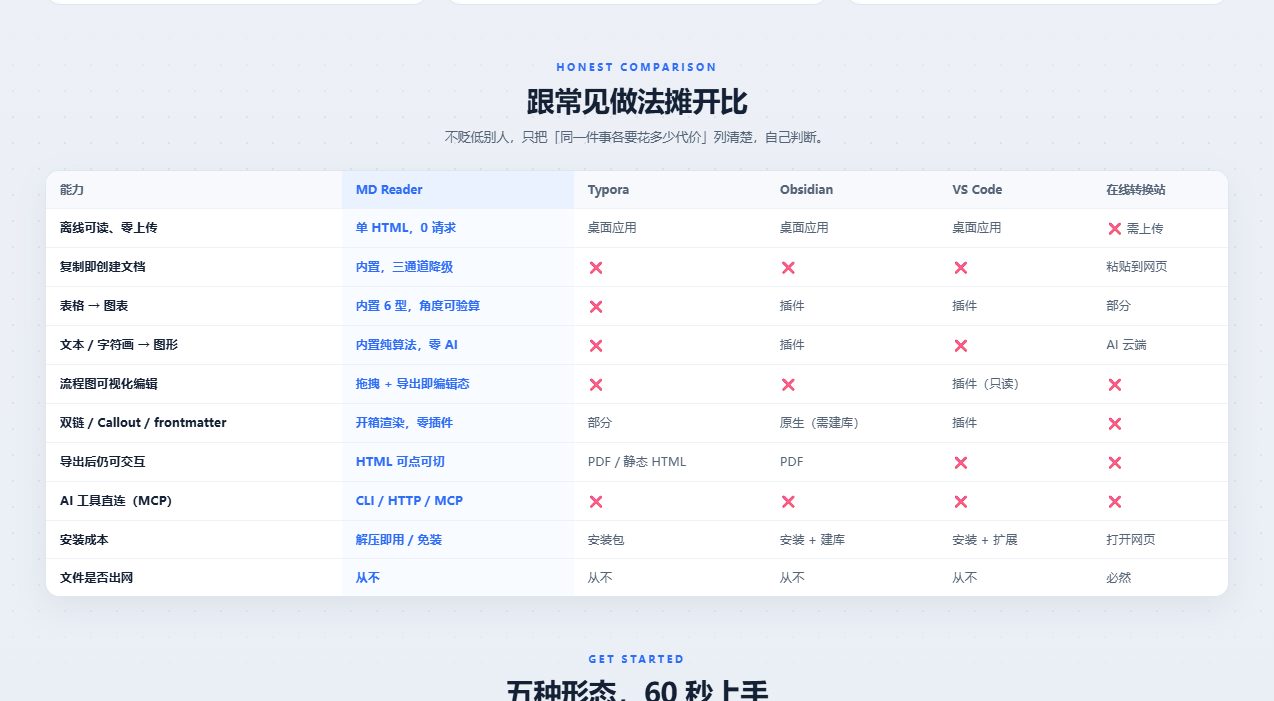 HONEST COMPARISON
跟常见做法摊开比
不贬低别人，只把「同一件事各要花多少代价」列清楚，自己判断。
能力 MD Reader Typora Obsidian VS Code 在线转换站
离线可读、零上传 单 HTML，0 请求 桌面应用 桌面应用 桌面应用 ❌ 需上传
复制即创建文档 内置，三通道降级 ❌ ❌ ❌ 粘贴到网页
表格 → 图表 内置 6 型，角度可验算 ❌ 插件 插件 部分
文本 / 字符画 → 图形 内置纯算法，零 AI ❌ 插件 ❌ AI 云端
流程图可视化编辑 拖拽 + 导出即编辑态 ❌ ❌ 插件（只读） ❌
双链 / Callout / frontmatter 开箱渲染，零插件 部分 原生（需建库） 插件 ❌
导出后仍可交互 HTML 可点可切 PDF / 静态 HTML PDF ❌ ❌
AI 工具直连（MCP） CLI / HTTP / MCP ❌ ❌ ❌ ❌
安装成本 解压即用 / 免装 安装包 安装 + 建库 安装 + 扩展 打开网页
文件是否出网 从不 从不 从不 从不 必然
GET STARTED
五种形态，60 秒上手